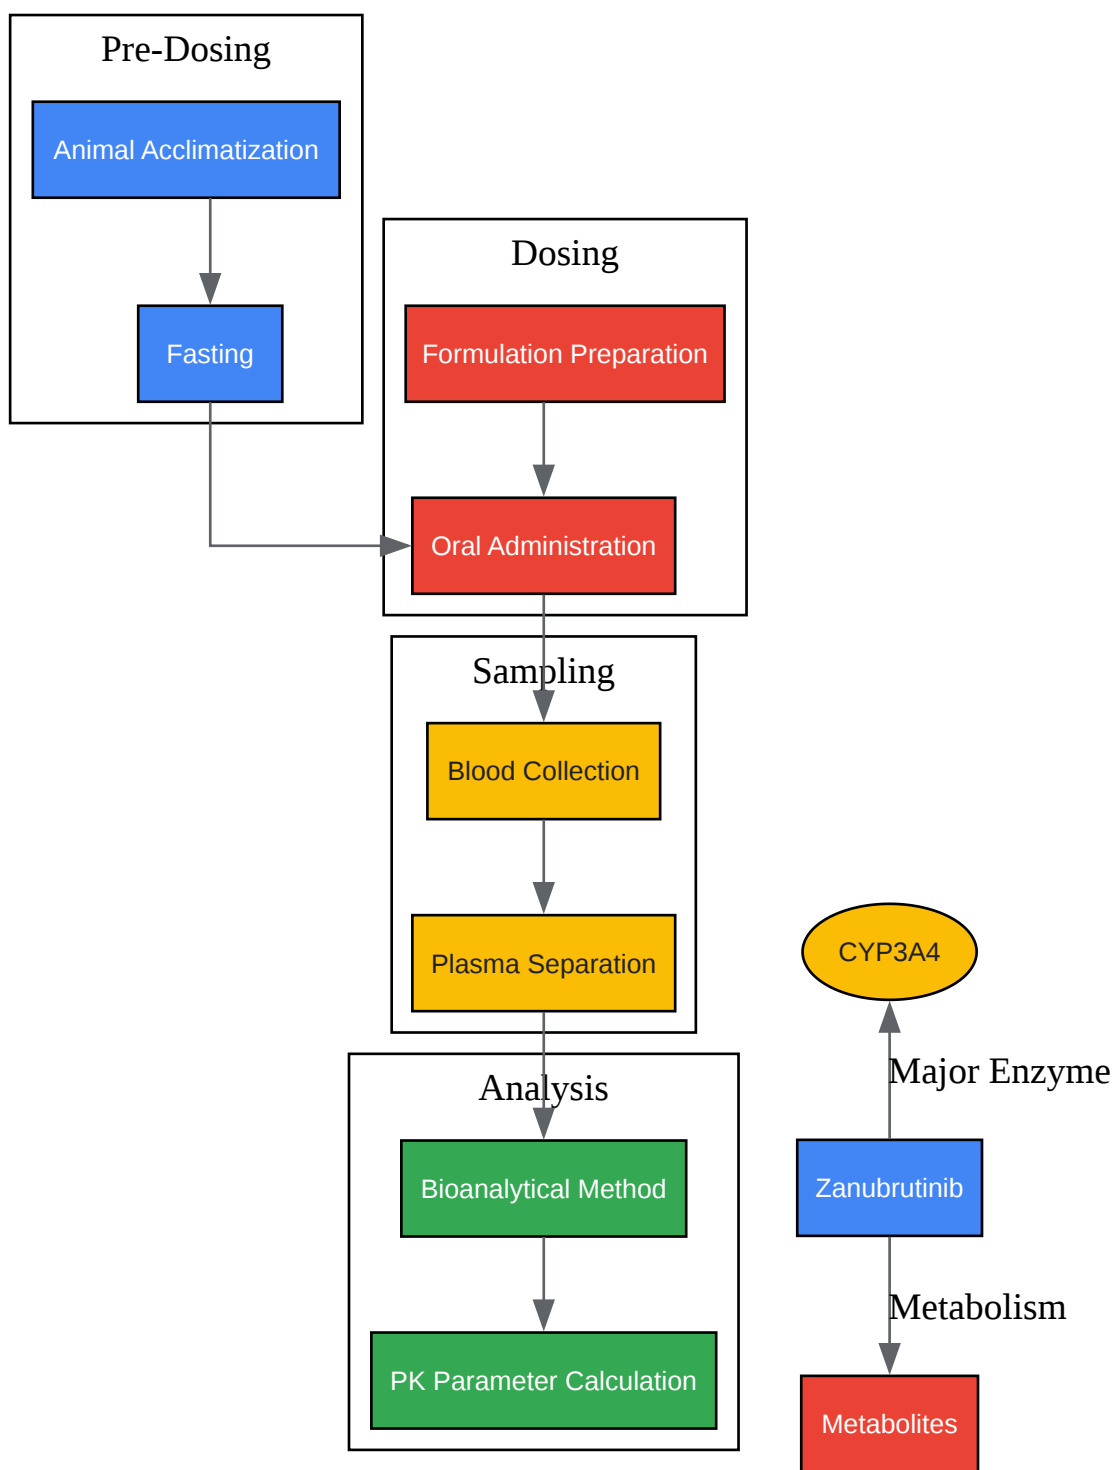 Pre-Dosing
Animal Acclimatization
Fasting
Dosing
Formulation Preparation
Oral Administration
Sampling
Blood Collection
Plasma Separation
Analysis
Bioanalytical Method
PK Parameter Calculation
CYP3A4
Major Enzyme
Zanubrutinib
Metabolism
Metabolites